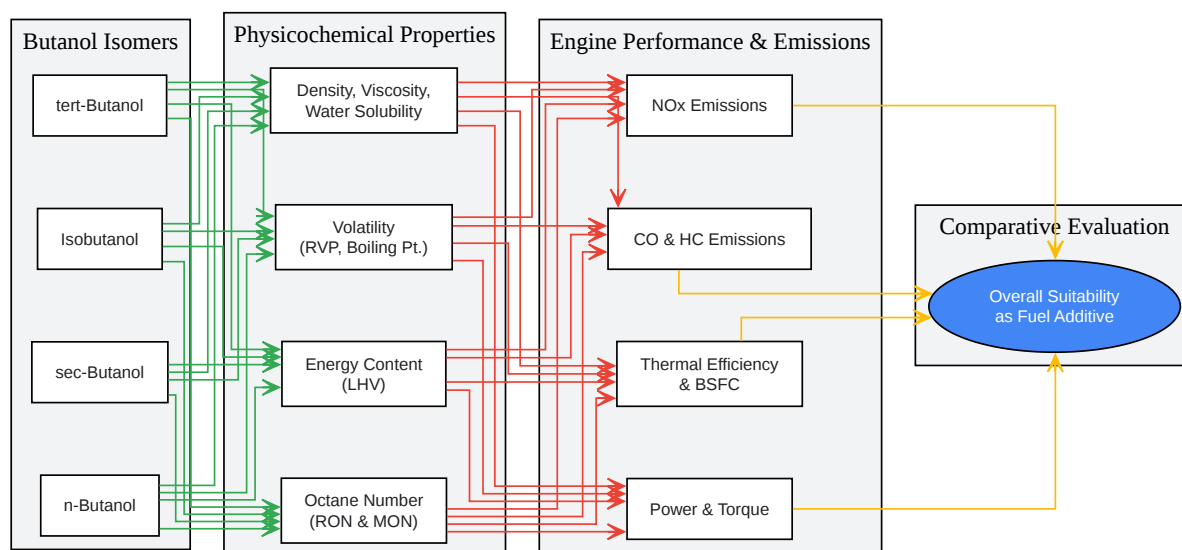 Butanol Isomers
tert-Butanol
Isobutanol
sec-Butanol
n-Butanol
Physicochemical Properties
Density, Viscosity,
Water Solubility
Volatility
(RVP, Boiling Pt.)
Energy Content
(LHV)
Octane Number
(RON & MON)
Engine Performance & Emissions
NOx Emissions
CO & HC Emissions
Thermal Efficiency
& BSFC
Power & Torque
Comparative Evaluation
Overall Suitability
as Fuel Additive